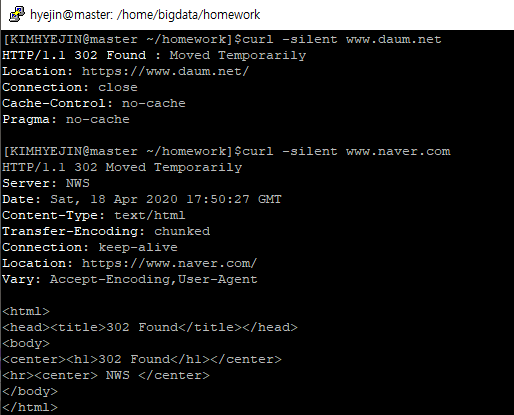 hyejin@master: /home/bigdata/homework
[KIMHYEJIN@master ~/homework]$curl -silent www.daum.net
HTTP/1.1 302 Found : Moved Temporarily
Location: https://www.daum.net/
Connection: close
Cache-Control: no-cache
Pragma: no-cache
[KIMHYEJIN@master ~/homework]$curl -silent www.naver.com
HTTP/1.1 302 Moved Temporarily
Server: NWS
Date: Sat, 18 Apr 2020 17:50:27 GMT
Content-Type: text/html
Transfer-Encoding: chunked
Connection: keep-alive
Location: https://www.naver.com/
Vary: Accept-Encoding,User-Agent
<html>
<head><title>302 Found</title></head>
<body>
<center><h1>302 Found</h1></center>
<hr><center> NWS </center>
</body>
</html>